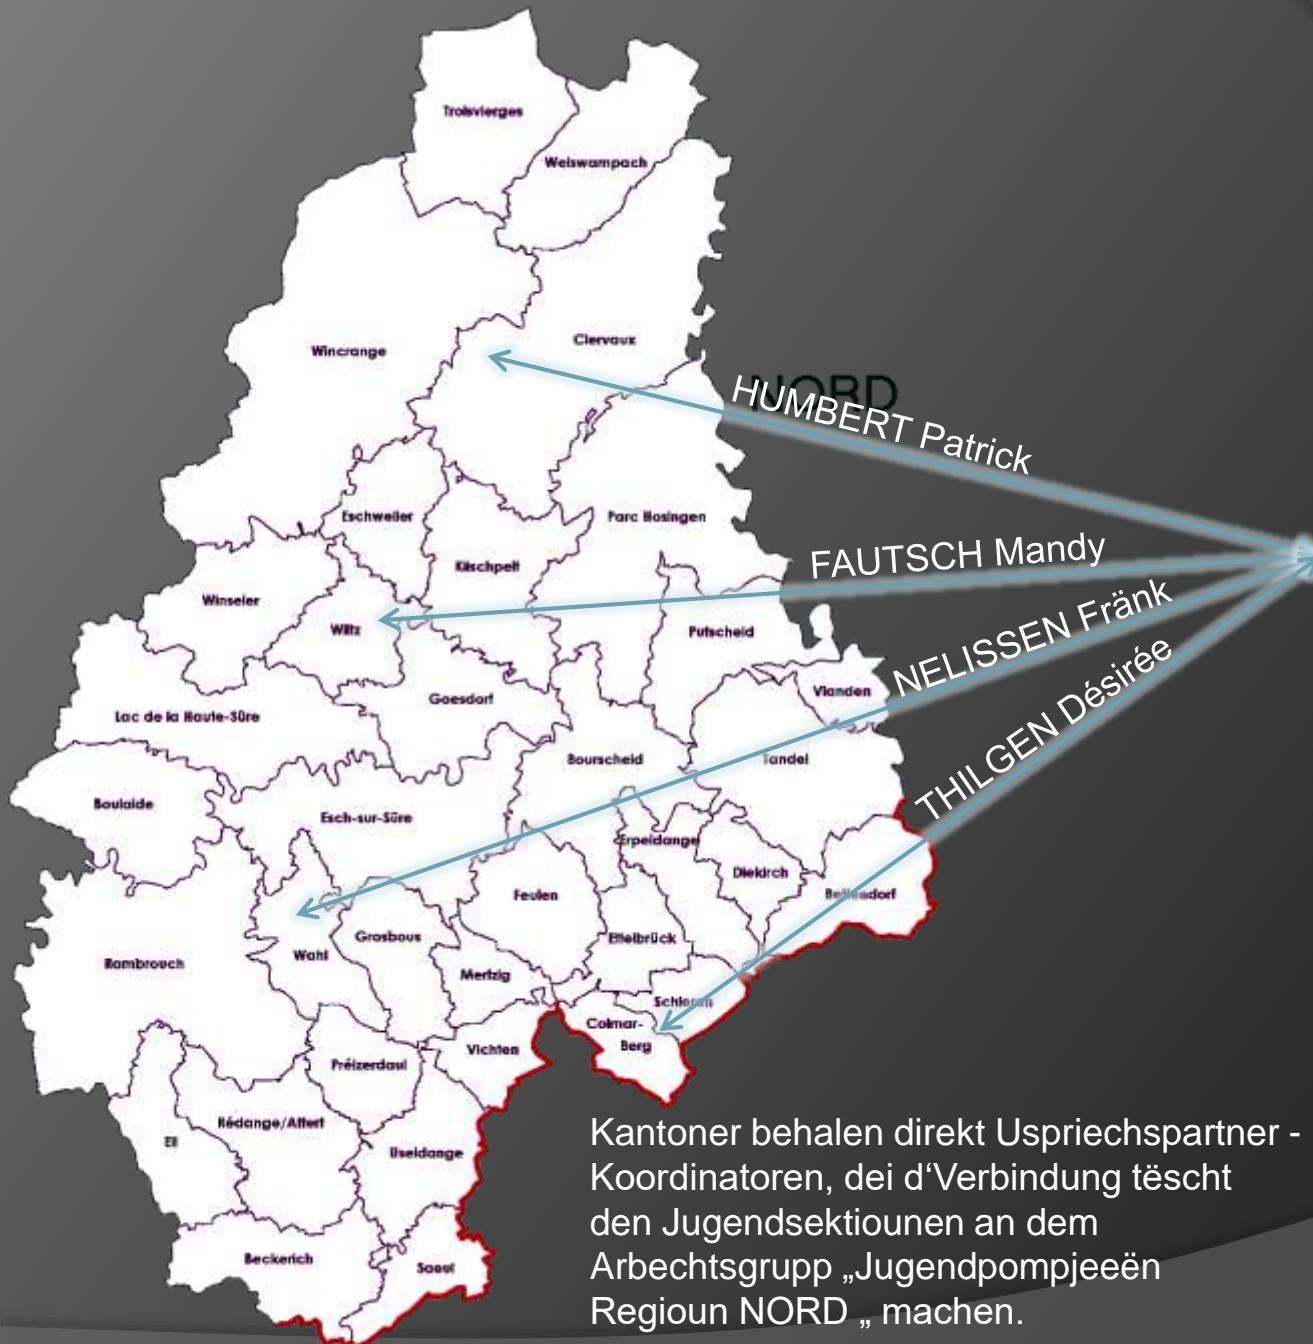 Troisvierges
Weiswampach
Wincrange
Clervaux
NORD
HUMBERT Patrick
Eschweiler
Parc Hosingen
FAUTSCH Mandy
Kiischpelt
Winseler
Wiltz
Putscheid
NELISSEN Fränk
Vianden
Goesdorf
Lac de la Haute-Sûre
THILGEN Désirée
Bourscheid
Tandel
Boulaide
Esch-sur-Sûre
Erpeldange
Diekirch
Bettendorf
Feulen
Grosbous
Ettelbrück
Wahl
Rambrouch
Mertzig
Schieren
Colmar-
Berg
Vichten
Préizerdaul
Rédange/Attert
Ell
Useldange
Beckerich
Saeul
Kantoner behalen direkt Uspriechspartner -
Koordinatoren, dei d‘Verbindung tëscht
den Jugendsektiounen an dem
Arbechtsgrupp „Jugendpompjeeën
Regioun NORD „ machen.